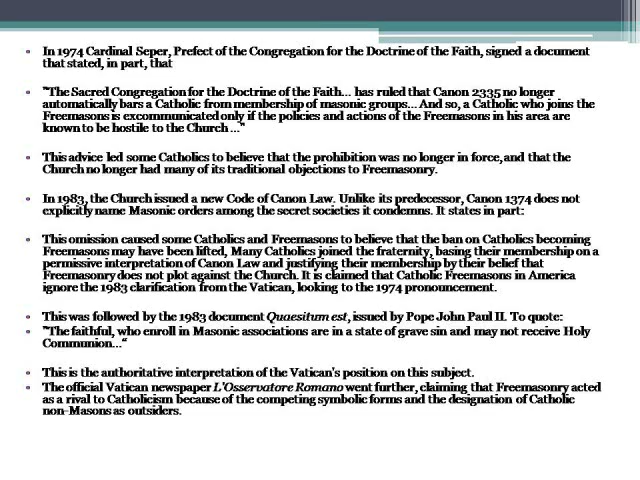 • In 1974 Cardinal Seper, Prefect of the Congregation for the Doctrine of the Faith, signed a document
that stated, in part, that
• "The Sacred Congregation for the Doctrine of the Faith... has ruled that Canon 2335 no longer
automatically bars a Catholic from membership of masonic groups... And so, a Catholic who joins the
Freemasons is excommunicated only if the policies and actions of the Freemasons in his area are
known to be hostile to the Church ..."
• This advice led some Catholics to believe that the prohibition was no longer in force, and that the
Church no longer had many of its traditional objections to Freemasonry.
• In 1983, the Church issued a new Code of Canon Law. Unlike its predecessor, Canon 1374 does not
explicitly name Masonic orders among the secret societies it condemns. It states in part:
• This omission caused some Catholics and Freemasons to believe that the ban on Catholics becoming
Freemasons may have been lifted, Many Catholics joined the fraternity, basing their membership on a
permissive interpretation of Canon Law and justifying their membership by their belief that
Freemasonry does not plot against the Church. It is claimed that Catholic Freemasons in America
ignore the 1983 clarification from the Vatican, looking to the 1974 pronouncement.
• This was followed by the 1983 document Quaesitum est, issued by Pope John Paul II. To quote:
• "The faithful, who enroll in Masonic associations are in a state of grave sin and may not receive Holy
Communion...“
• This is the authoritative interpretation of the Vatican's position on this subject.
• The official Vatican newspaper L'Osservatore Romano went further, claiming that Freemasonry acted
as a rival to Catholicism because of the competing symbolic forms and the designation of Catholic
non-Masons as outsiders.